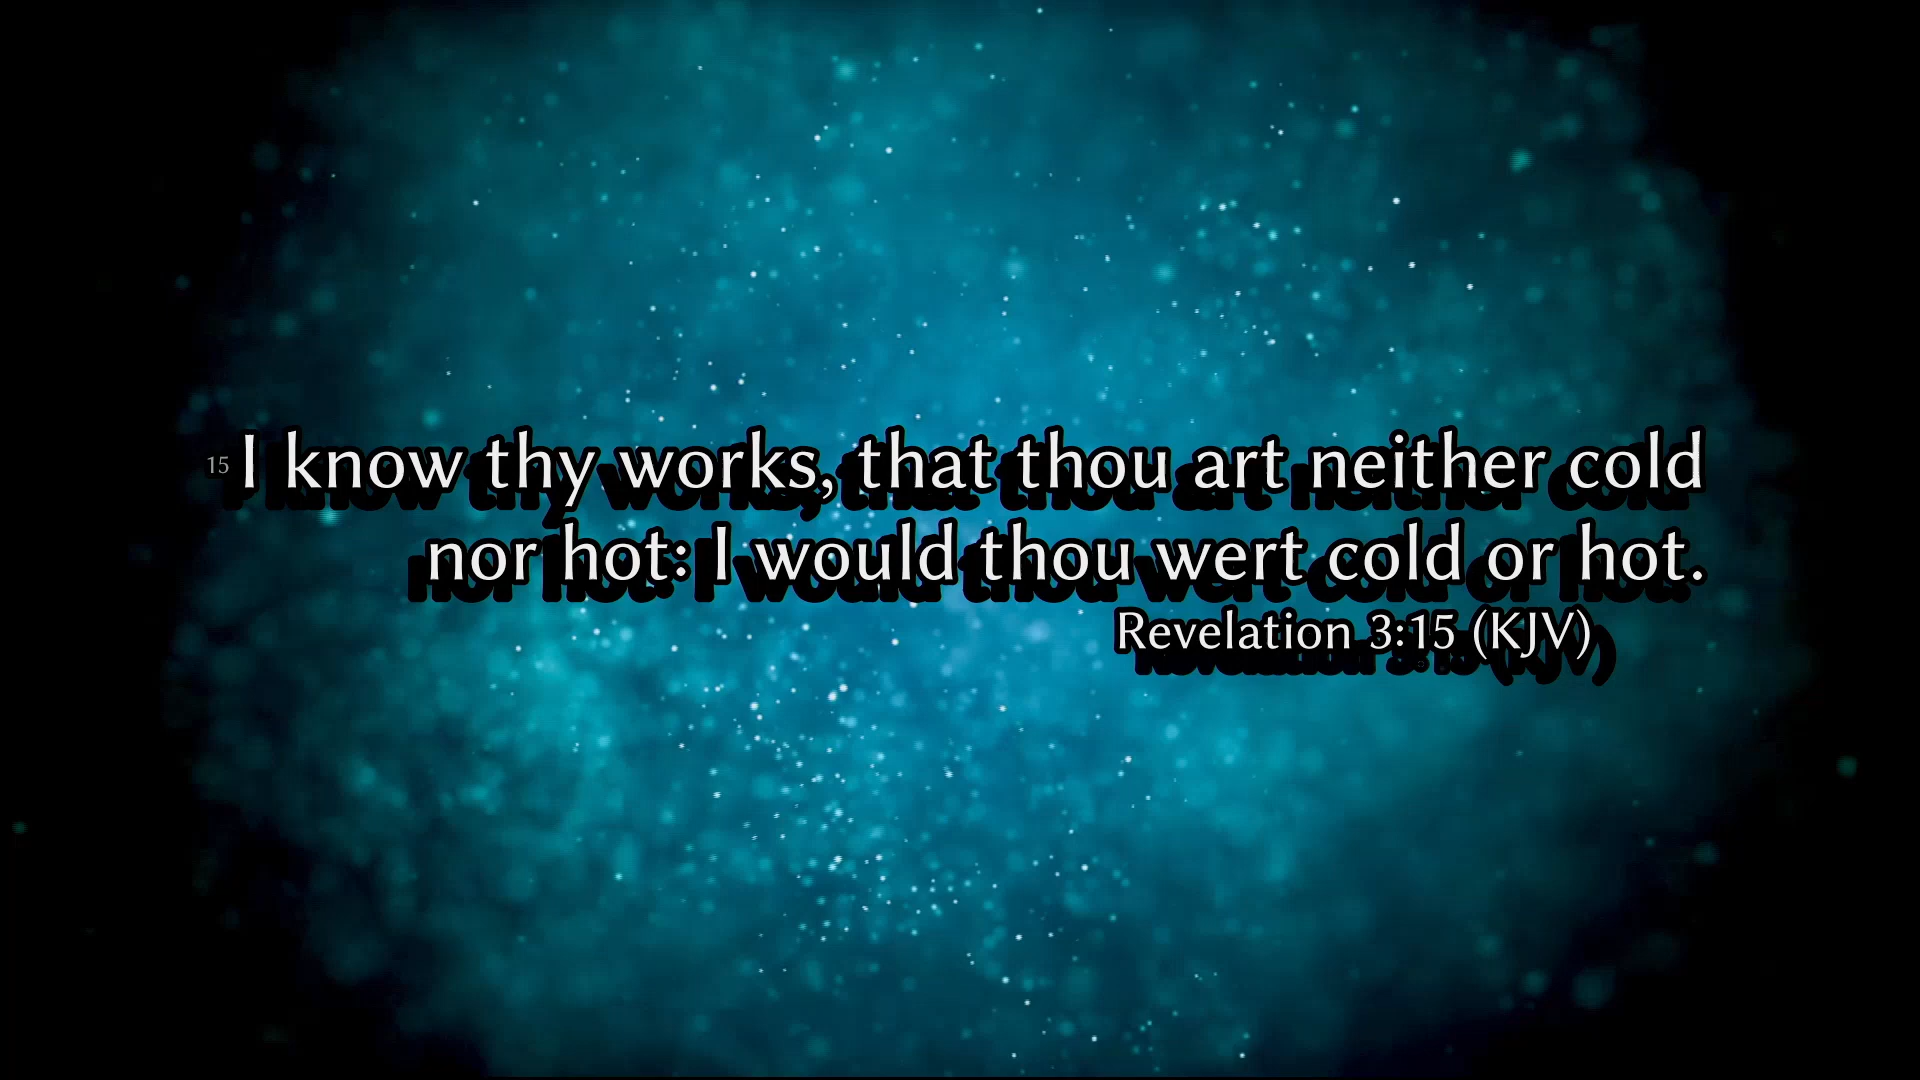 15 I know thy works, that thou art neither cold
nor hot: I would thou wert cold or hot.
Revelation 3:15 (KJV)